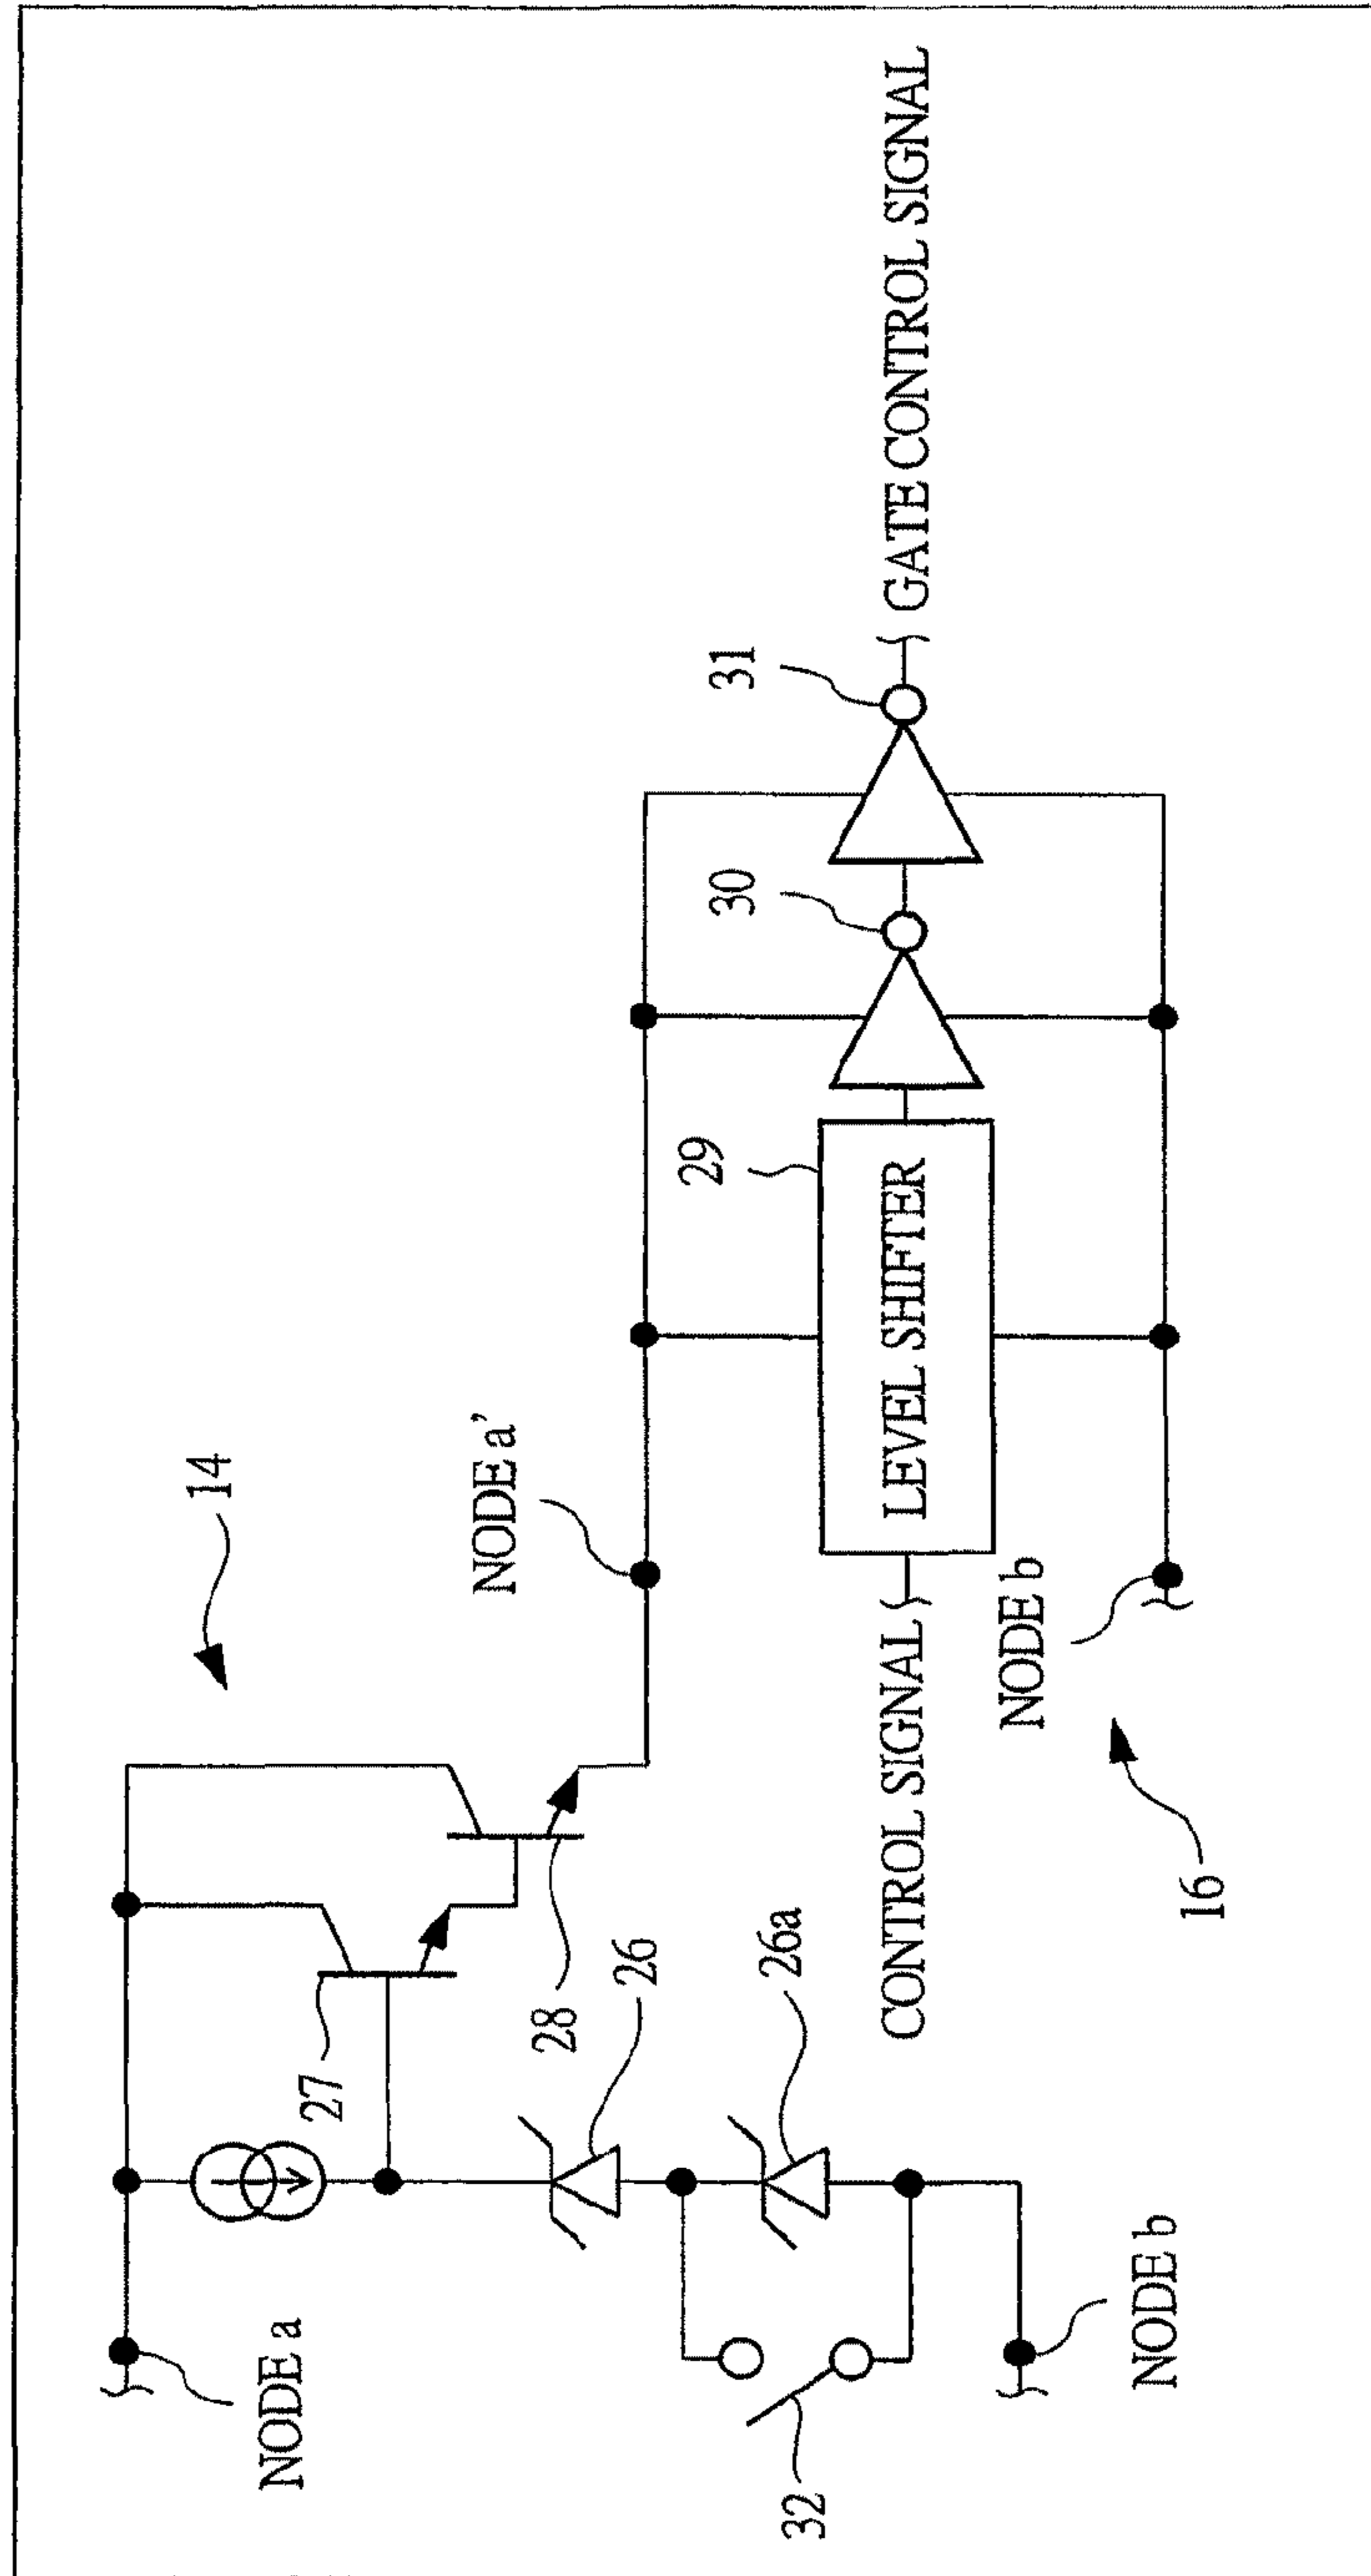 14
NODE a
27
28
NODE a'
26
26a
32
NODE b
29
30
31
LEVEL SHIFTER
CONTROL SIGNAL
GATE CONTROL SIGNAL
NODE b
16